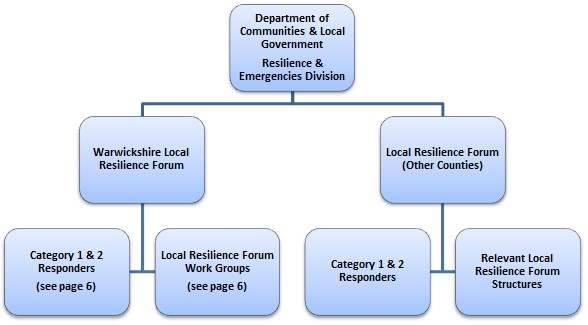 Department of
Communities & Local
Government
Resilience &
Emergencies Division
Warwickshire Local
Resilience Forum
Local Resilience Forum
(Other Counties)
Category 1 & 2
Responders
(see page 6)
Local Resilience Forum
Work Groups
(see page 6)
Category 1 & 2
Responders
Relevant Local
Resilience Forum
Structures